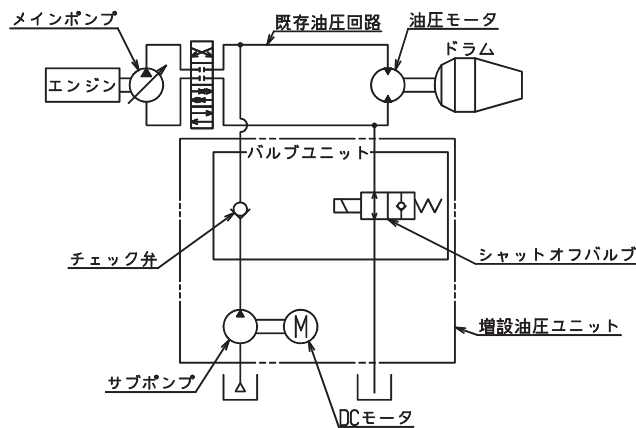 メインポンプ
既存油圧回路
油圧モータ
ドラム
エンジン
バルブユニット
チェック弁
シャットオフバルブ
増設油圧ユニット
M
サブポンプ
DCモータ